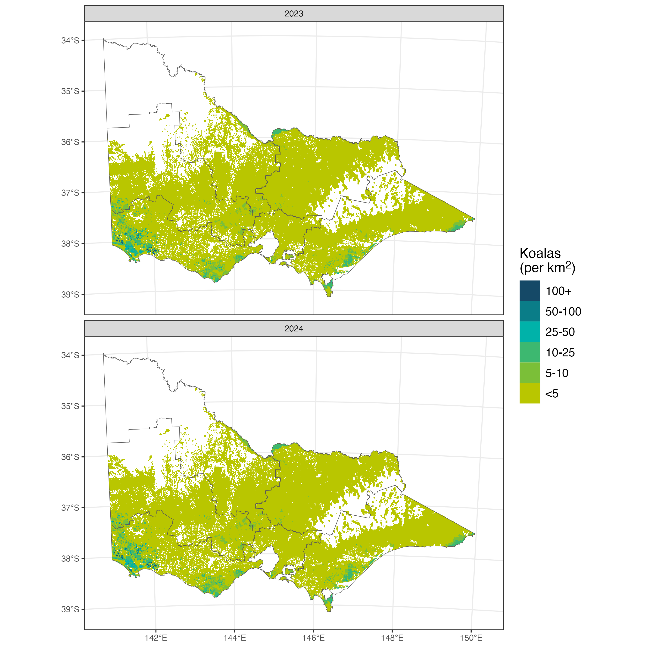 2023
34°S
35°S
36°S
37°S
38°S
39°S
Koalas
(per km²)
100+
50-100
25-50
10-25
5-10
<5
2024
34°S
35°S
36°S
37°S
38°S
39°S
142°E 144°E 146°E 148°E 150°E